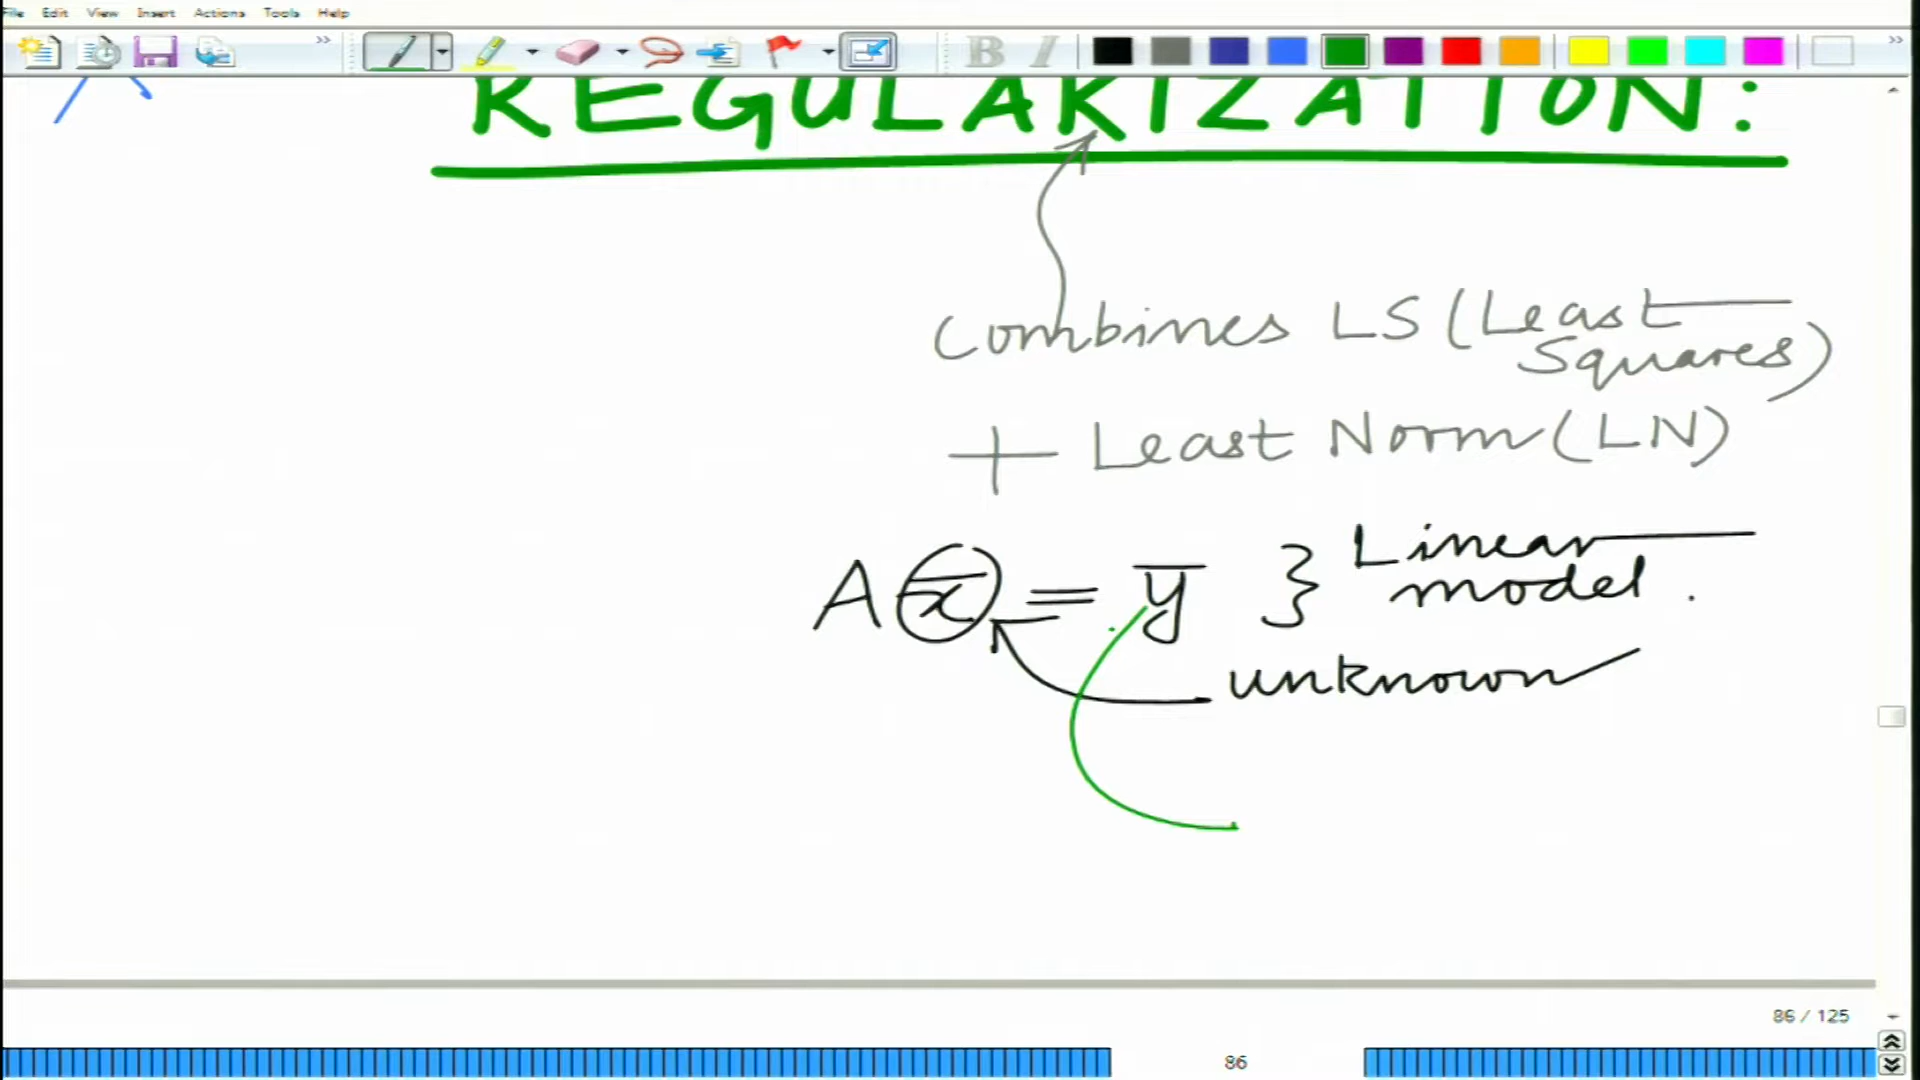 File Edit View Insert Actions Tools Help
B I
REGULARIZATION:
Combines LS (Least
Squares)
+ Least Norm (LN)
A x̄ = ȳ } Linear
model.
unknown
86 / 125
86